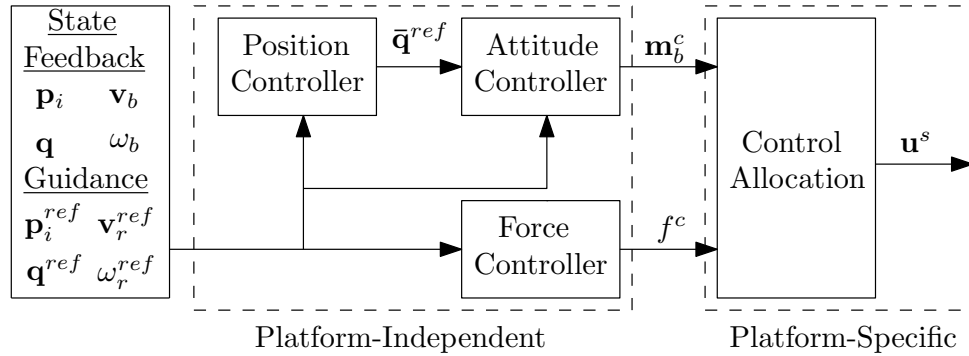 State
Feedback
p_i v_b
q ω_b
Guidance
p_i^{ref} v_r^{ref}
q^{ref} ω_r^{ref}
Position
Controller
q̄^{ref}
Attitude
Controller
m_b^c
Force
Controller
f^c
Control
Allocation
u^s
Platform-Independent
Platform-Specific